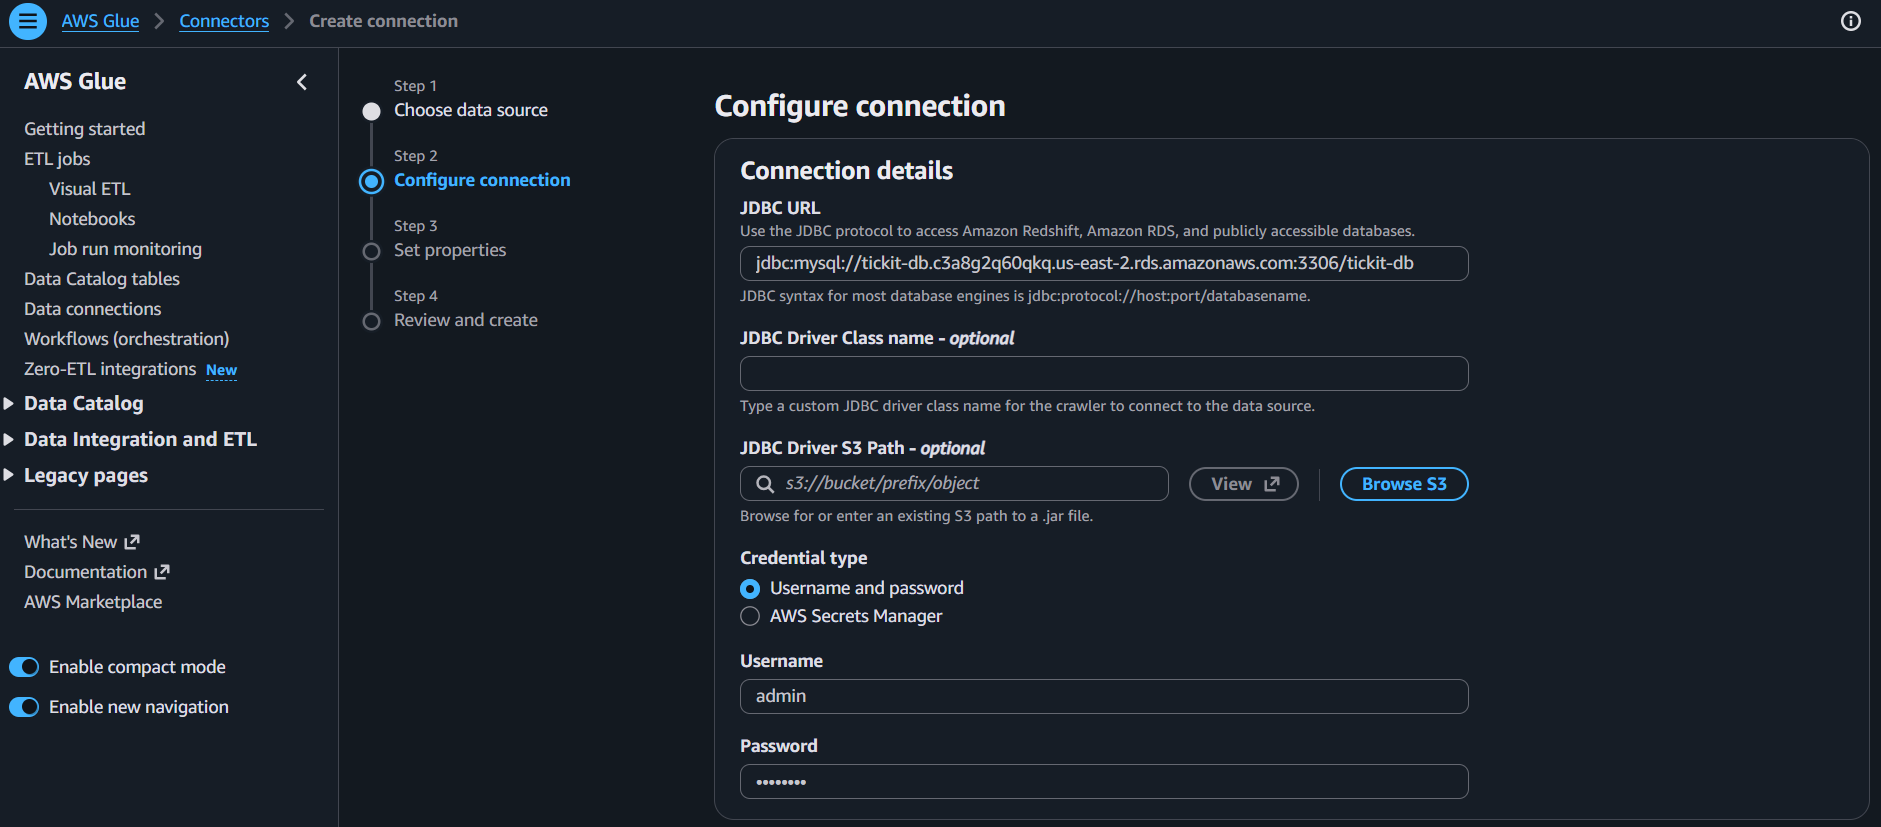 AWS Glue > Connectors > Create connection
AWS Glue
Getting started
ETL jobs
Visual ETL
Notebooks
Job run monitoring
Data Catalog tables
Data connections
Workflows (orchestration)
Zero-ETL integrations New
Data Catalog
Data Integration and ETL
Legacy pages
What's New
Documentation
AWS Marketplace
Enable compact mode
Enable new navigation
Step 1
Choose data source
Step 2
Configure connection
Step 3
Set properties
Step 4
Review and create
Configure connection
Connection details
JDBC URL
Use the JDBC protocol to access Amazon Redshift, Amazon RDS, and publicly accessible databases.
jdbc:mysql://tickit-db.c3a8g2q60qkq.us-east-2.rds.amazonaws.com:3306/tickit-db
JDBC syntax for most database engines is jdbc:protocol://host:port/databasename.
JDBC Driver Class name - optional
Type a custom JDBC driver class name for the crawler to connect to the data source.
JDBC Driver S3 Path - optional
s3://bucket/prefix/object View Browse S3
Browse for or enter an existing S3 path to a .jar file.
Credential type
Username and password
AWS Secrets Manager
Username
admin
Password
••••••••